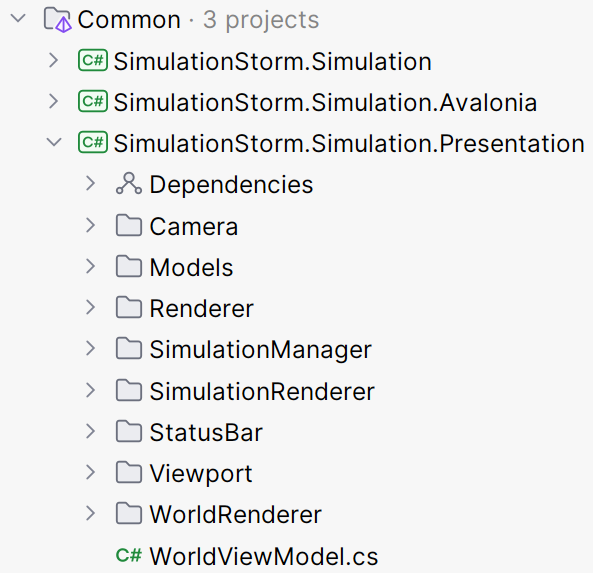 Common · 3 projects
C# SimulationStorm.Simulation
C# SimulationStorm.Simulation.Avalonia
C# SimulationStorm.Simulation.Presentation
Dependencies
Camera
Models
Renderer
SimulationManager
SimulationRenderer
StatusBar
Viewport
WorldRenderer
C# WorldViewModel.cs